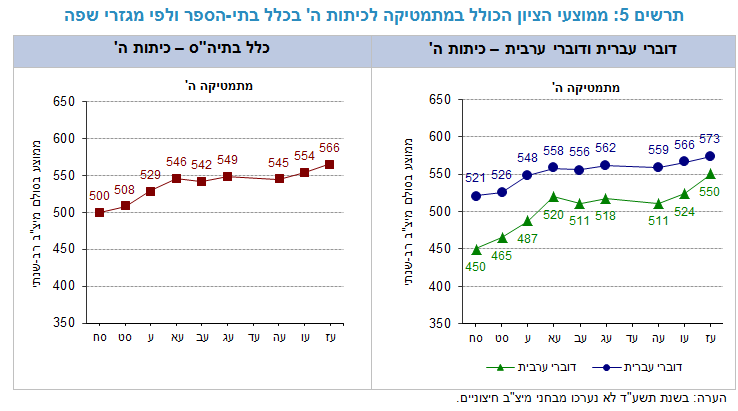 תרשים 5: ממוצעי הציון הכולל במתמטיקה לכיתות ה' בכלל בתי-הספר ולפי מגזרי שפה
דוברי עברית ודוברי ערבית – כיתות ה'
כלל בתיה"ס – כיתות ה'
מתמטיקה ה'
ממוצע בסולם מיצ"ב רב-שנתי
650
600
550
500
450
400
350
521 526 548 558 556 562 559 566 573
450 465 487 520 511 518 511 524 550
סח סט ע עא עב עג עד עה עו עז
דוברי עברית דוברי ערבית
מתמטיקה ה'
ממוצע בסולם מיצ"ב רב-שנתי
650
600
550
500
450
400
350
500 508 529 546 542 549 545 554 566
סח סט ע עא עב עג עד עה עו עז
הערה: בשנת תשע"ד לא נערכו מבחני מיצ"ב חיצוניים.